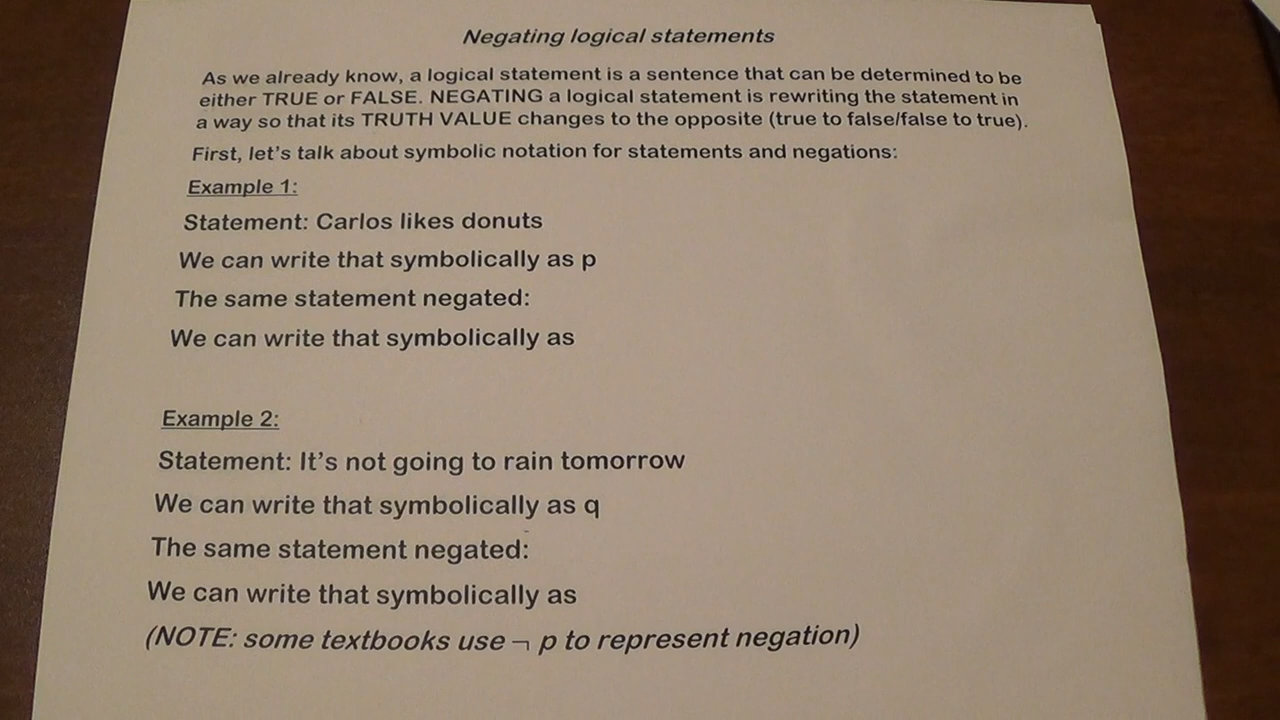 Negating logical statements
As we already know, a logical statement is a sentence that can be determined to be
either TRUE or FALSE. NEGATING a logical statement is rewriting the statement in
a way so that its TRUTH VALUE changes to the opposite (true to false/false to true).
First, let's talk about symbolic notation for statements and negations:
Example 1:
Statement: Carlos likes donuts
We can write that symbolically as p
The same statement negated:
We can write that symbolically as
Example 2:
Statement: It's not going to rain tomorrow
We can write that symbolically as q
The same statement negated:
We can write that symbolically as
(NOTE: some textbooks use ¬ p to represent negation)